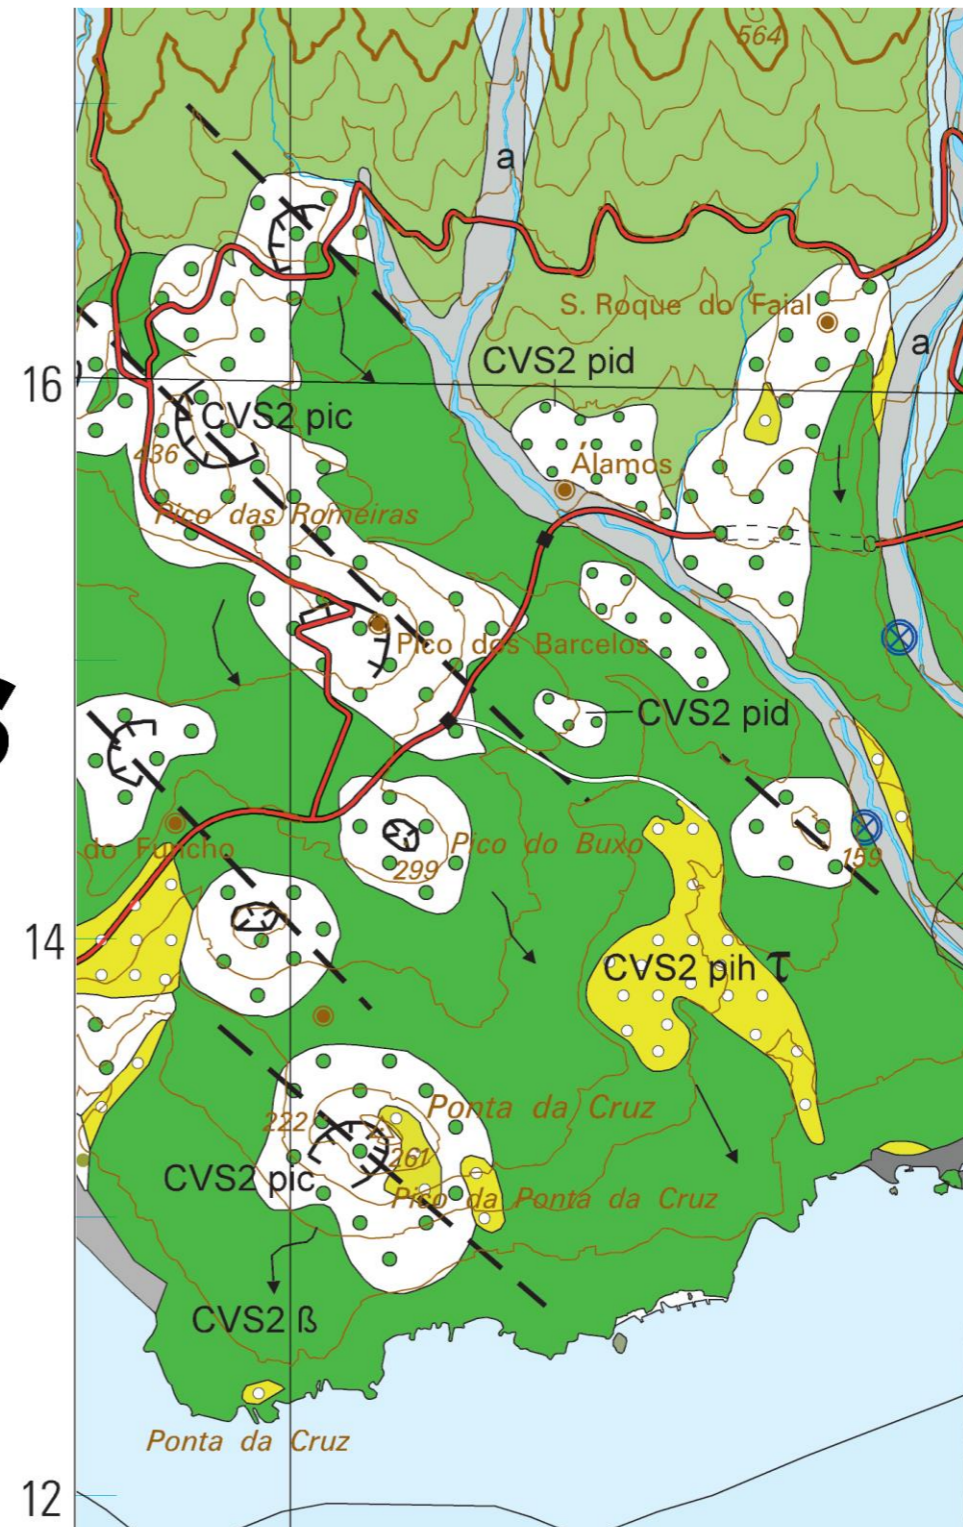 564
a
S. Roque do Faial
CVS2 pid
a
16
CVS2 pic
436
Álamos
Pico das Romeiras
Pico dos Barcelos
CVS2 pid
S
do Funcho
Pico do Buxo
299
159
14
CVS2 pih τ
222
Ponta da Cruz
261
CVS2 pic
Pico da Ponta da Cruz
CVS2 ß
Ponta da Cruz
12